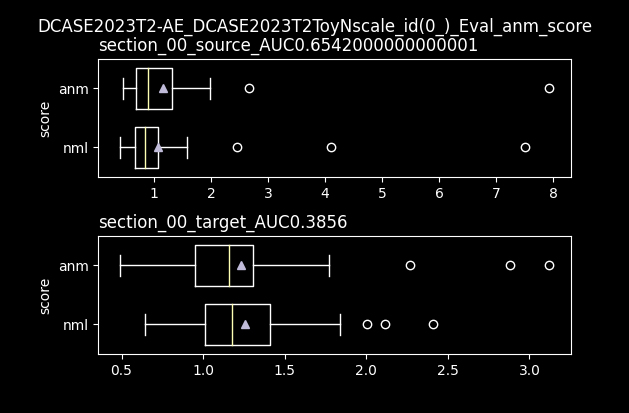 DCASE2023T2-AE_DCASE2023T2ToyNscale_id(0_)_Eval_anm_score
section_00_source_AUC0.6542000000000001
anm
nml
score
1 2 3 4 5 6 7 8
section_00_target_AUC0.3856
anm
nml
score
0.5 1.0 1.5 2.0 2.5 3.0